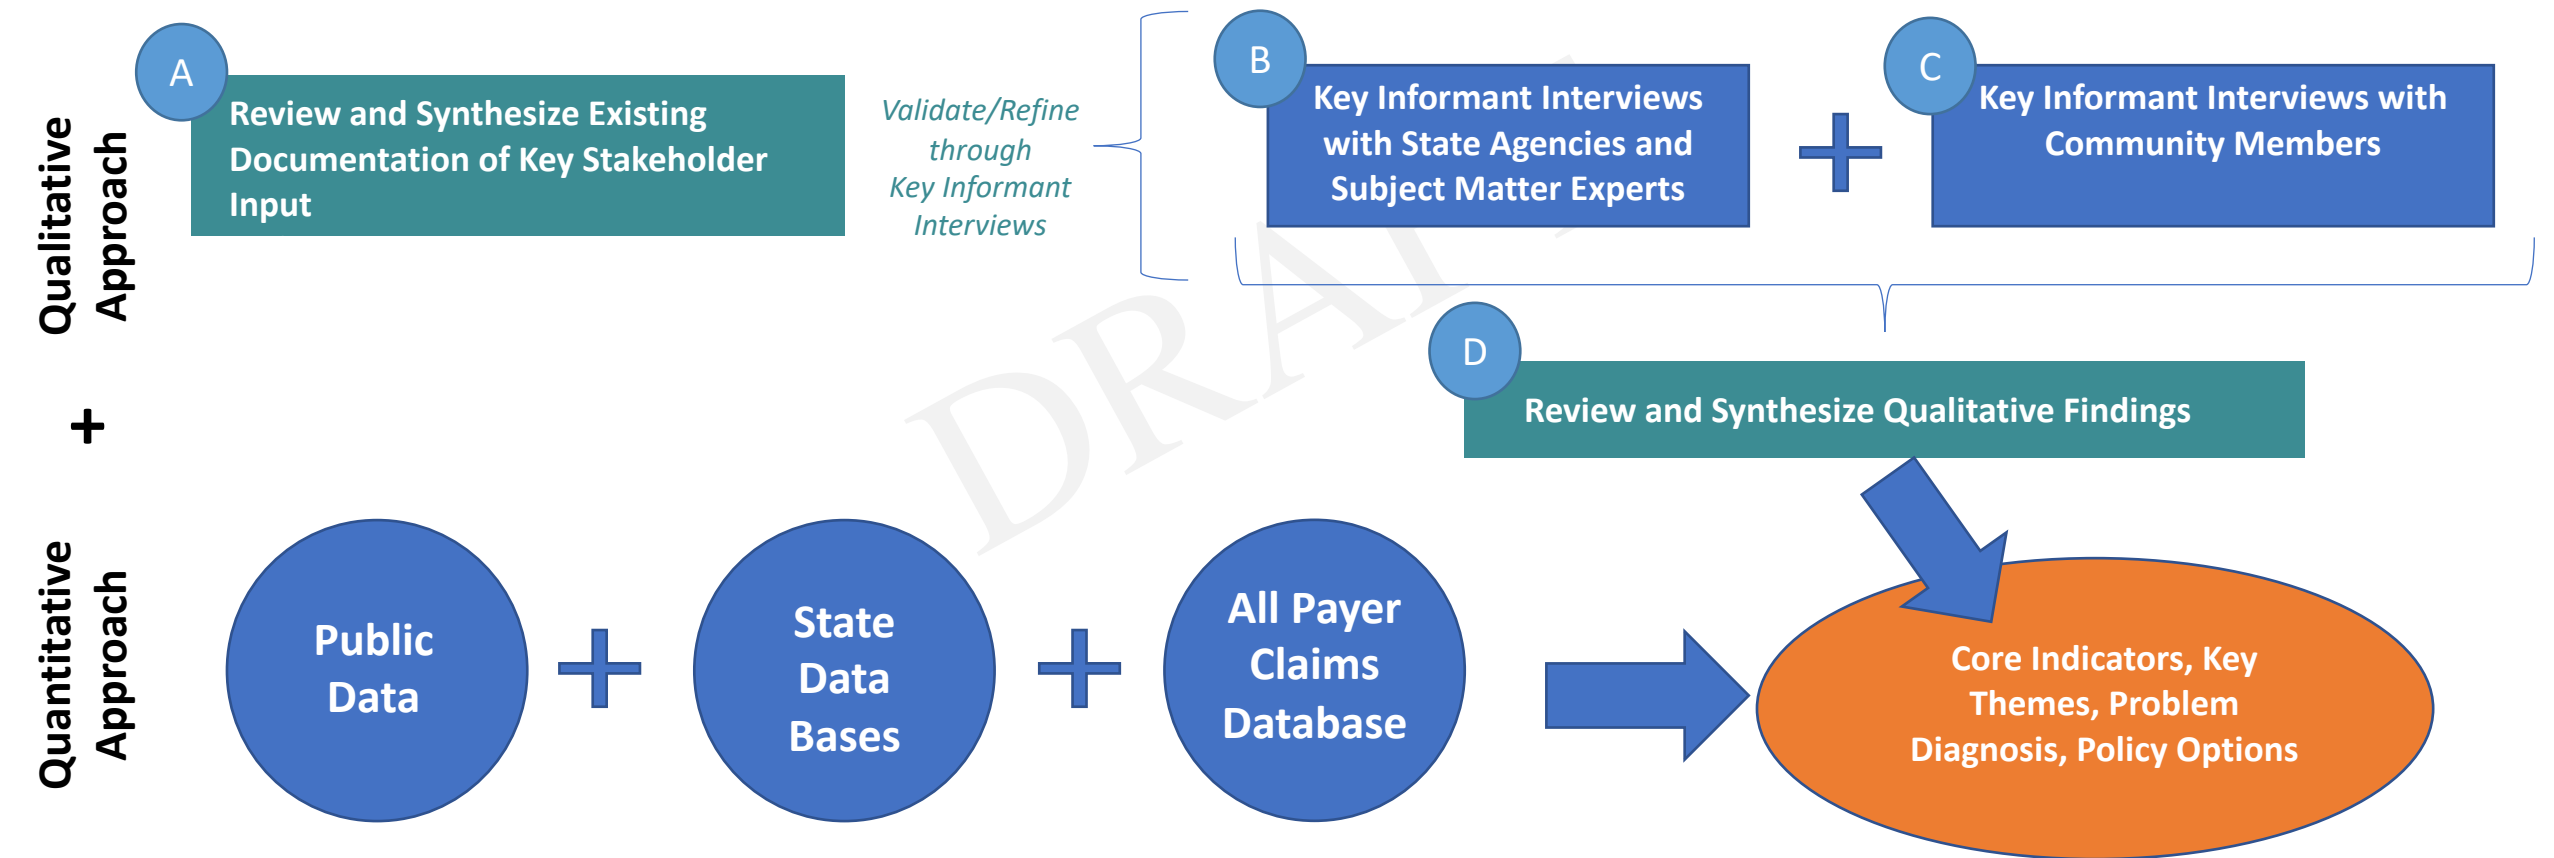 Qualitative
Approach
A
Review and Synthesize Existing
Documentation of Key Stakeholder
Input
Validate/Refine
through
Key Informant
Interviews
B
Key Informant Interviews
with State Agencies and
Subject Matter Experts
C
Key Informant Interviews with
Community Members
D
Review and Synthesize Qualitative Findings
+
Quantitative
Approach
Public
Data
State
Data
Bases
All Payer
Claims
Database
Core Indicators, Key
Themes, Problem
Diagnosis, Policy Options
DRAFT